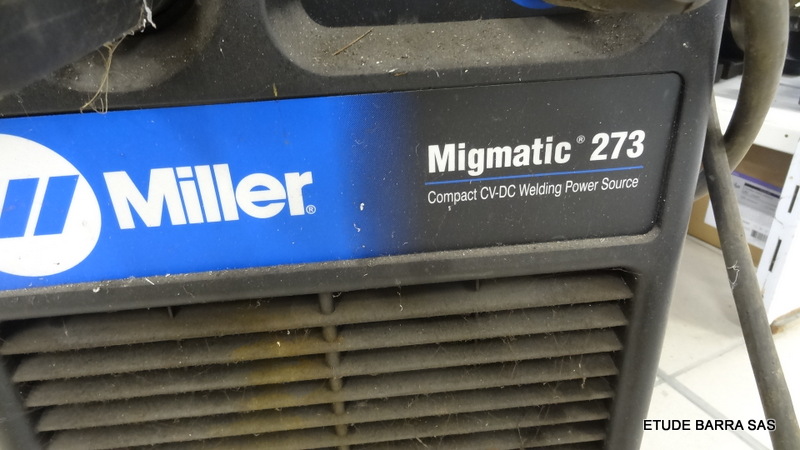 Miller®
Migmatic® 273
Compact CV-DC Welding Power Source
ETUDE BARRA SAS